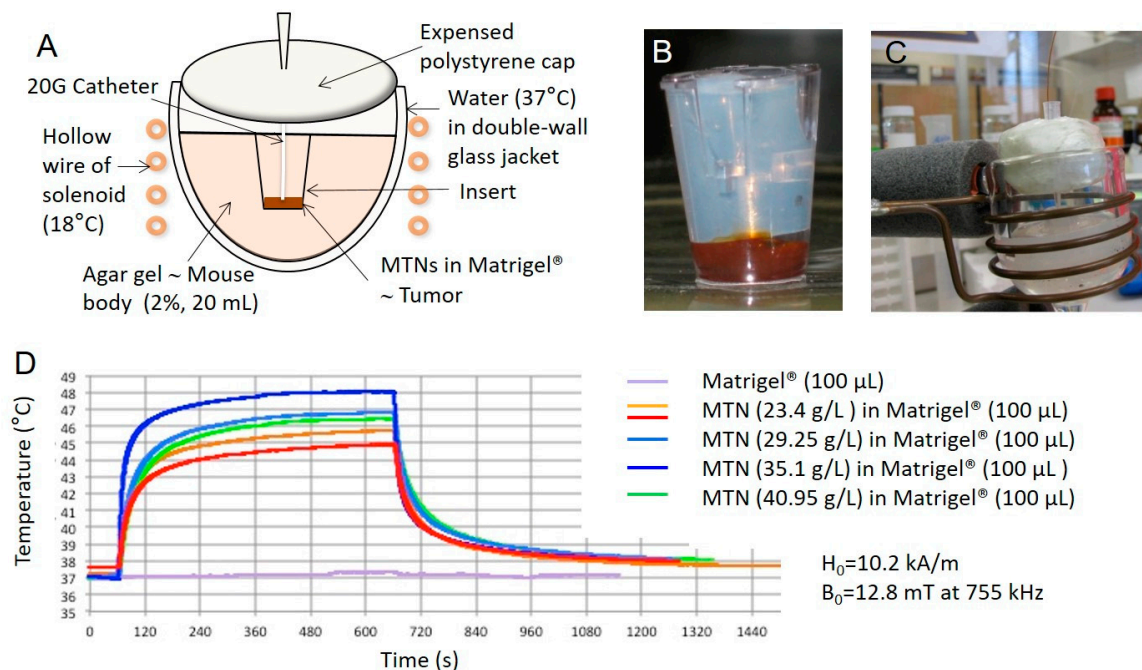 A
Expensed
polystyrene cap
20G Catheter
Water (37°C)
in double-wall
glass jacket
Hollow
wire of
solenoid
(18°C)
Insert
Agar gel ~ Mouse
body (2%, 20 mL)
MTNs in Matrigel®
~ Tumor
B
C
D
Temperature (°C)
49
48
47
46
45
44
43
42
41
40
39
38
37
35
35
0
120
240
360
480
600
720
840
960
1080
1200
1320
1440
Time (s)
Matrigel® (100 µL)
MTN (23.4 g/L ) in Matrigel® (100 µL)
MTN (29.25 g/L) in Matrigel® (100 µL)
MTN (35.1 g/L) in Matrigel® (100 µL )
MTN (40.95 g/L) in Matrigel® (100 µL)
H₀=10.2 kA/m
B₀=12.8 mT at 755 kHz